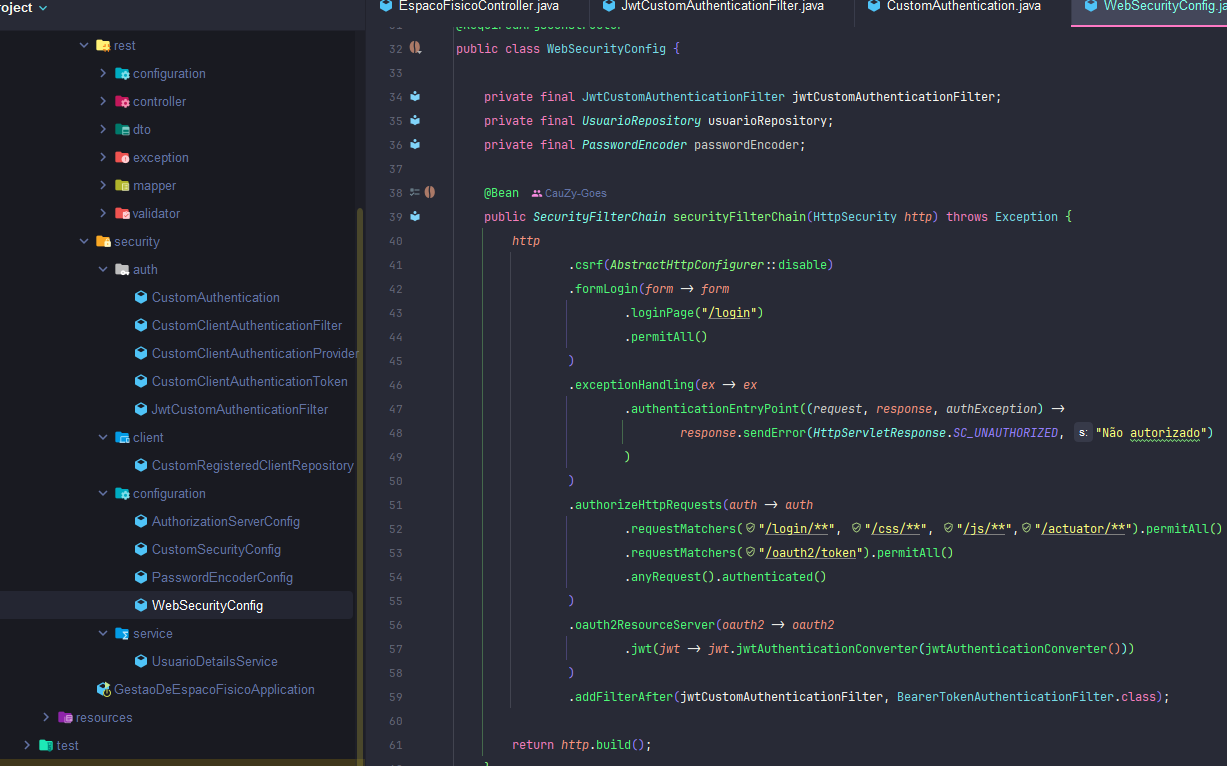 roject
rest
configuration
controller
dto
exception
mapper
validator
security
auth
CustomAuthentication
CustomClientAuthenticationFilter
CustomClientAuthenticationProvider
CustomClientAuthenticationToken
JwtCustomAuthenticationFilter
client
CustomRegisteredClientRepository
configuration
AuthorizationServerConfig
CustomSecurityConfig
PasswordEncoderConfig
WebSecurityConfig
service
UsuarioDetailsService
GestaoDeEspacoFisicoApplication
resources
test
EspacoFisicoController.java
JwtCustomAuthenticationFilter.java
CustomAuthentication.java
WebSecurityConfig.ja
31 @RequiredArgsConstructor
32 public class WebSecurityConfig {
33
34 private final JwtCustomAuthenticationFilter jwtCustomAuthenticationFilter;
35 private final UsuarioRepository usuarioRepository;
36 private final PasswordEncoder passwordEncoder;
37
38 @Bean CauZy-Goes
39 public SecurityFilterChain securityFilterChain(HttpSecurity http) throws Exception {
40 http
41 .csrf(AbstractHttpConfigurer::disable)
42 .formLogin(form → form
43 .loginPage("/login")
44 .permitAll()
45 )
46 .exceptionHandling(ex → ex
47 .authenticationEntryPoint((request, response, authException) →
48 response.sendError(HttpServletResponse.SC_UNAUTHORIZED, s: "Não autorizado")
49 )
50 )
51 .authorizeHttpRequests(auth → auth
52 .requestMatchers("/login/**", "/css/**", "/js/**","/actuator/**").permitAll()
53 .requestMatchers("/oauth2/token").permitAll()
54 .anyRequest().authenticated()
55 )
56 .oauth2ResourceServer(oauth2 → oauth2
57 .jwt(jwt → jwt.jwtAuthenticationConverter(jwtAuthenticationConverter()))
58 )
59 .addFilterAfter(jwtCustomAuthenticationFilter, BearerTokenAuthenticationFilter.class);
60
61 return http.build();